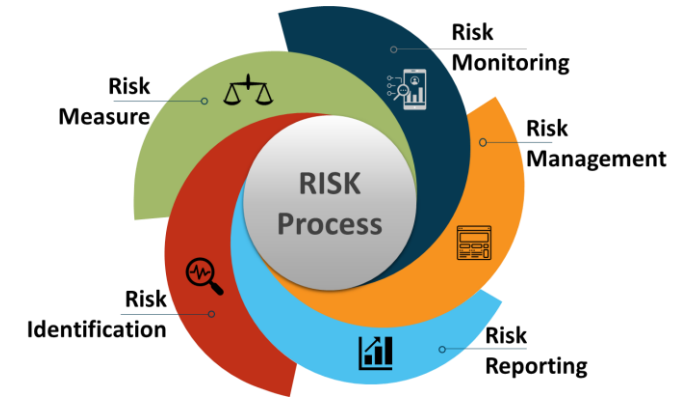 Risk
Monitoring
Risk
Measure
Risk
Management
RISK
Process
Risk
Identification
Risk
Reporting